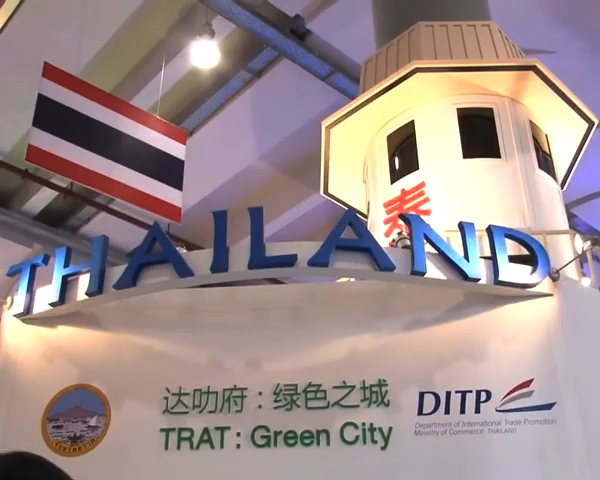 泰
THAILAND
达叻府：绿色之城
TRAT: Green City
DITP
Department of International Trade Promotion
Ministry of Commerce, THAILAND